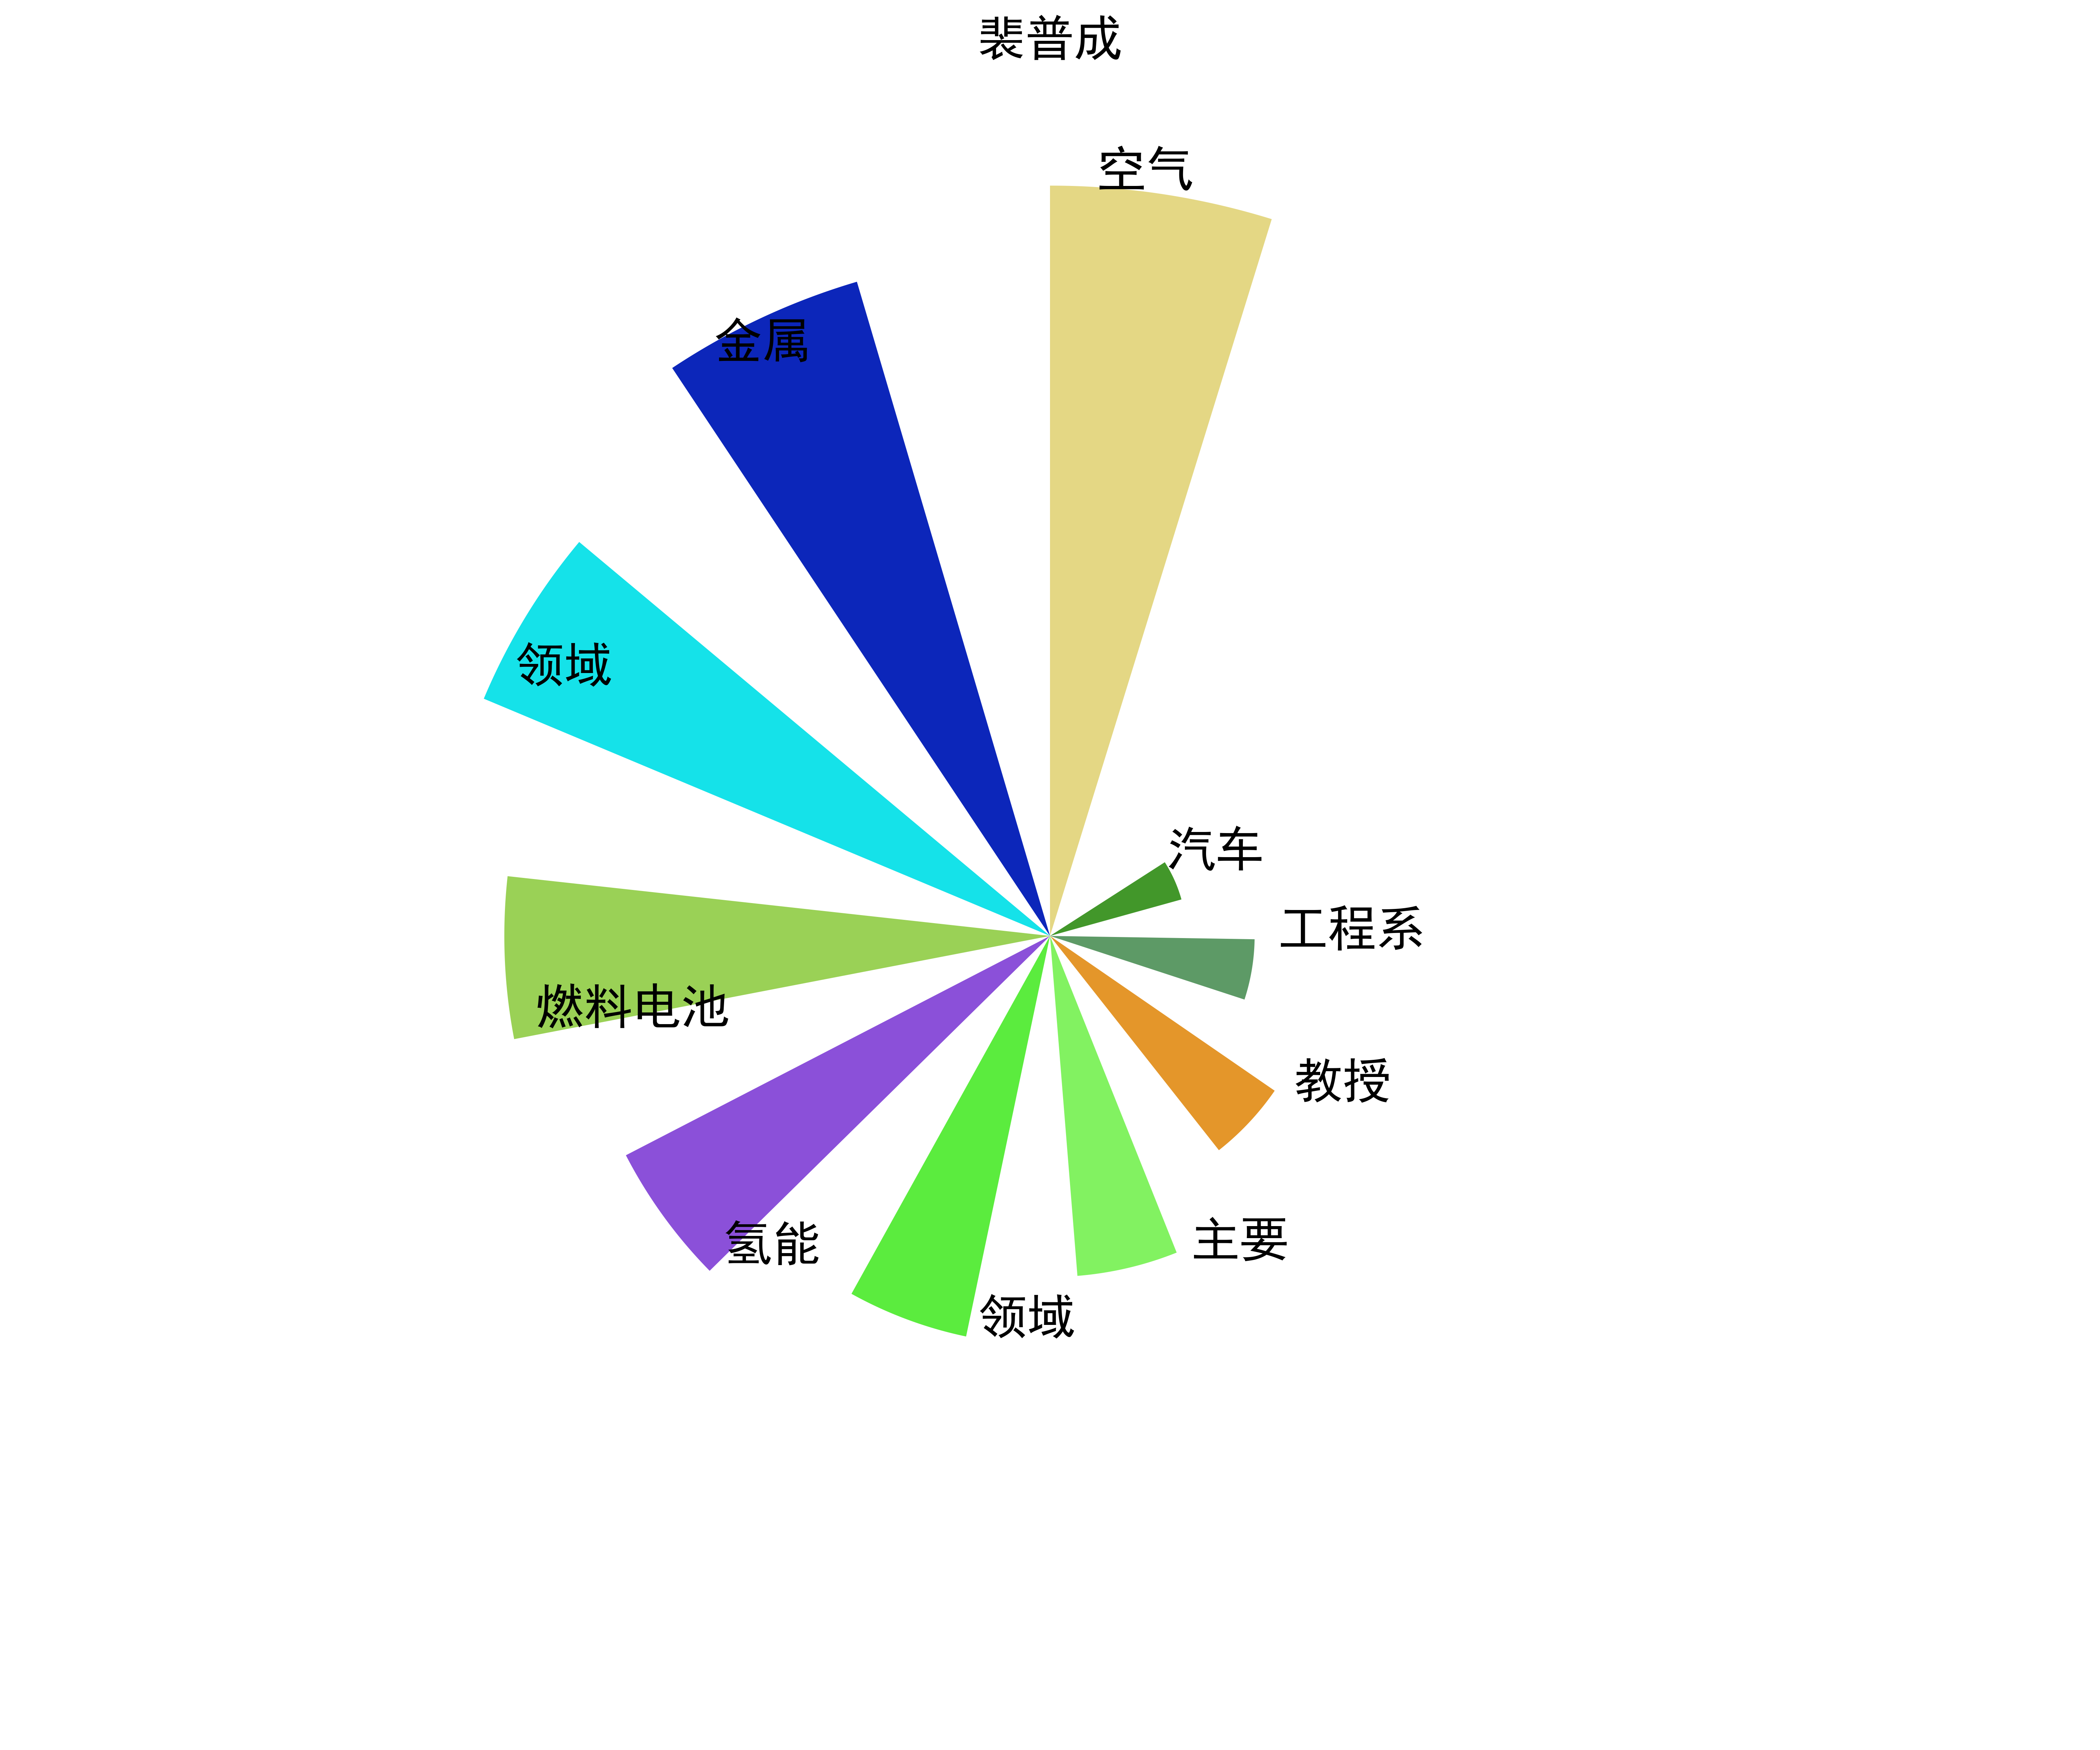 裴普成
空气
金属
领域
汽车
工程系
燃料电池
教授
氢能
主要
领域